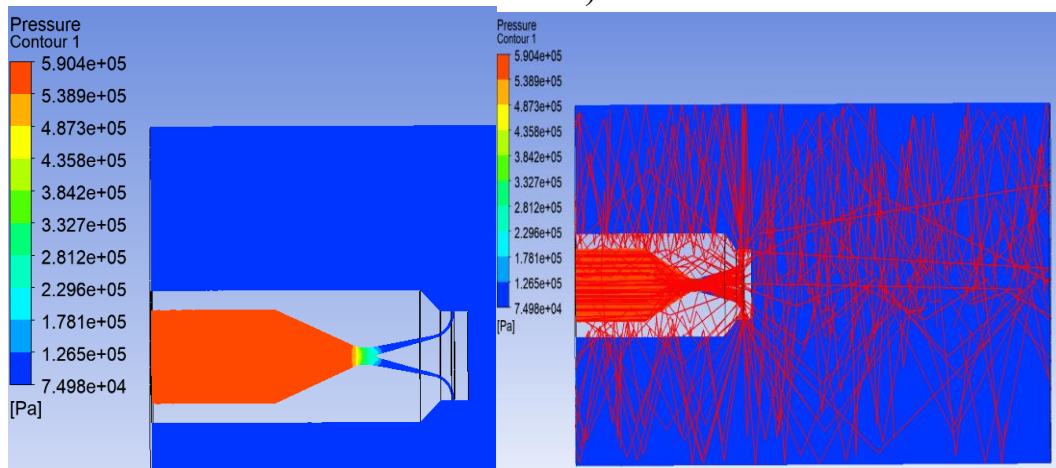 )
Pressure
Contour 1
5.904e+05
5.389e+05
4.873e+05
4.358e+05
3.842e+05
3.327e+05
2.812e+05
2.296e+05
1.781e+05
1.265e+05
7.498e+04
[Pa]
Pressure
Contour 1
5.904e+05
5.389e+05
4.873e+05
4.358e+05
3.842e+05
3.327e+05
2.812e+05
2.296e+05
1.781e+05
1.265e+05
7.498e+04
[Pa]